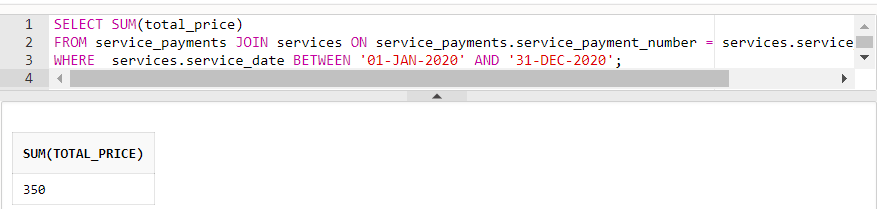 1 SELECT SUM(total_price)
2 FROM service_payments JOIN services ON service_payments.service_payment_number = services.service
3 WHERE  services.service_date BETWEEN '01-JAN-2020' AND '31-DEC-2020';
4
SUM(TOTAL_PRICE)
350